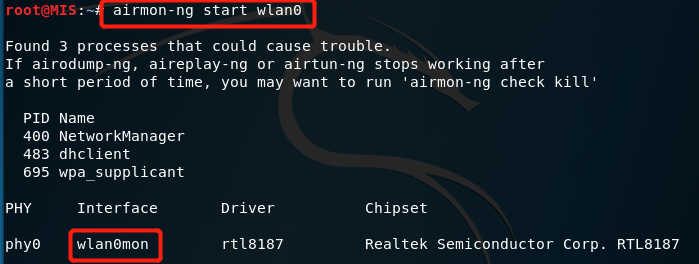 root@MIS:~# airmon-ng start wlan0
Found 3 processes that could cause trouble.
If airodump-ng, aireplay-ng or airtun-ng stops working after
a short period of time, you may want to run 'airmon-ng check kill'
PID Name
400 NetworkManager
483 dhclient
695 wpa_supplicant
PHY Interface Driver Chipset
phy0 wlan0mon rtl8187 Realtek Semiconductor Corp. RTL8187